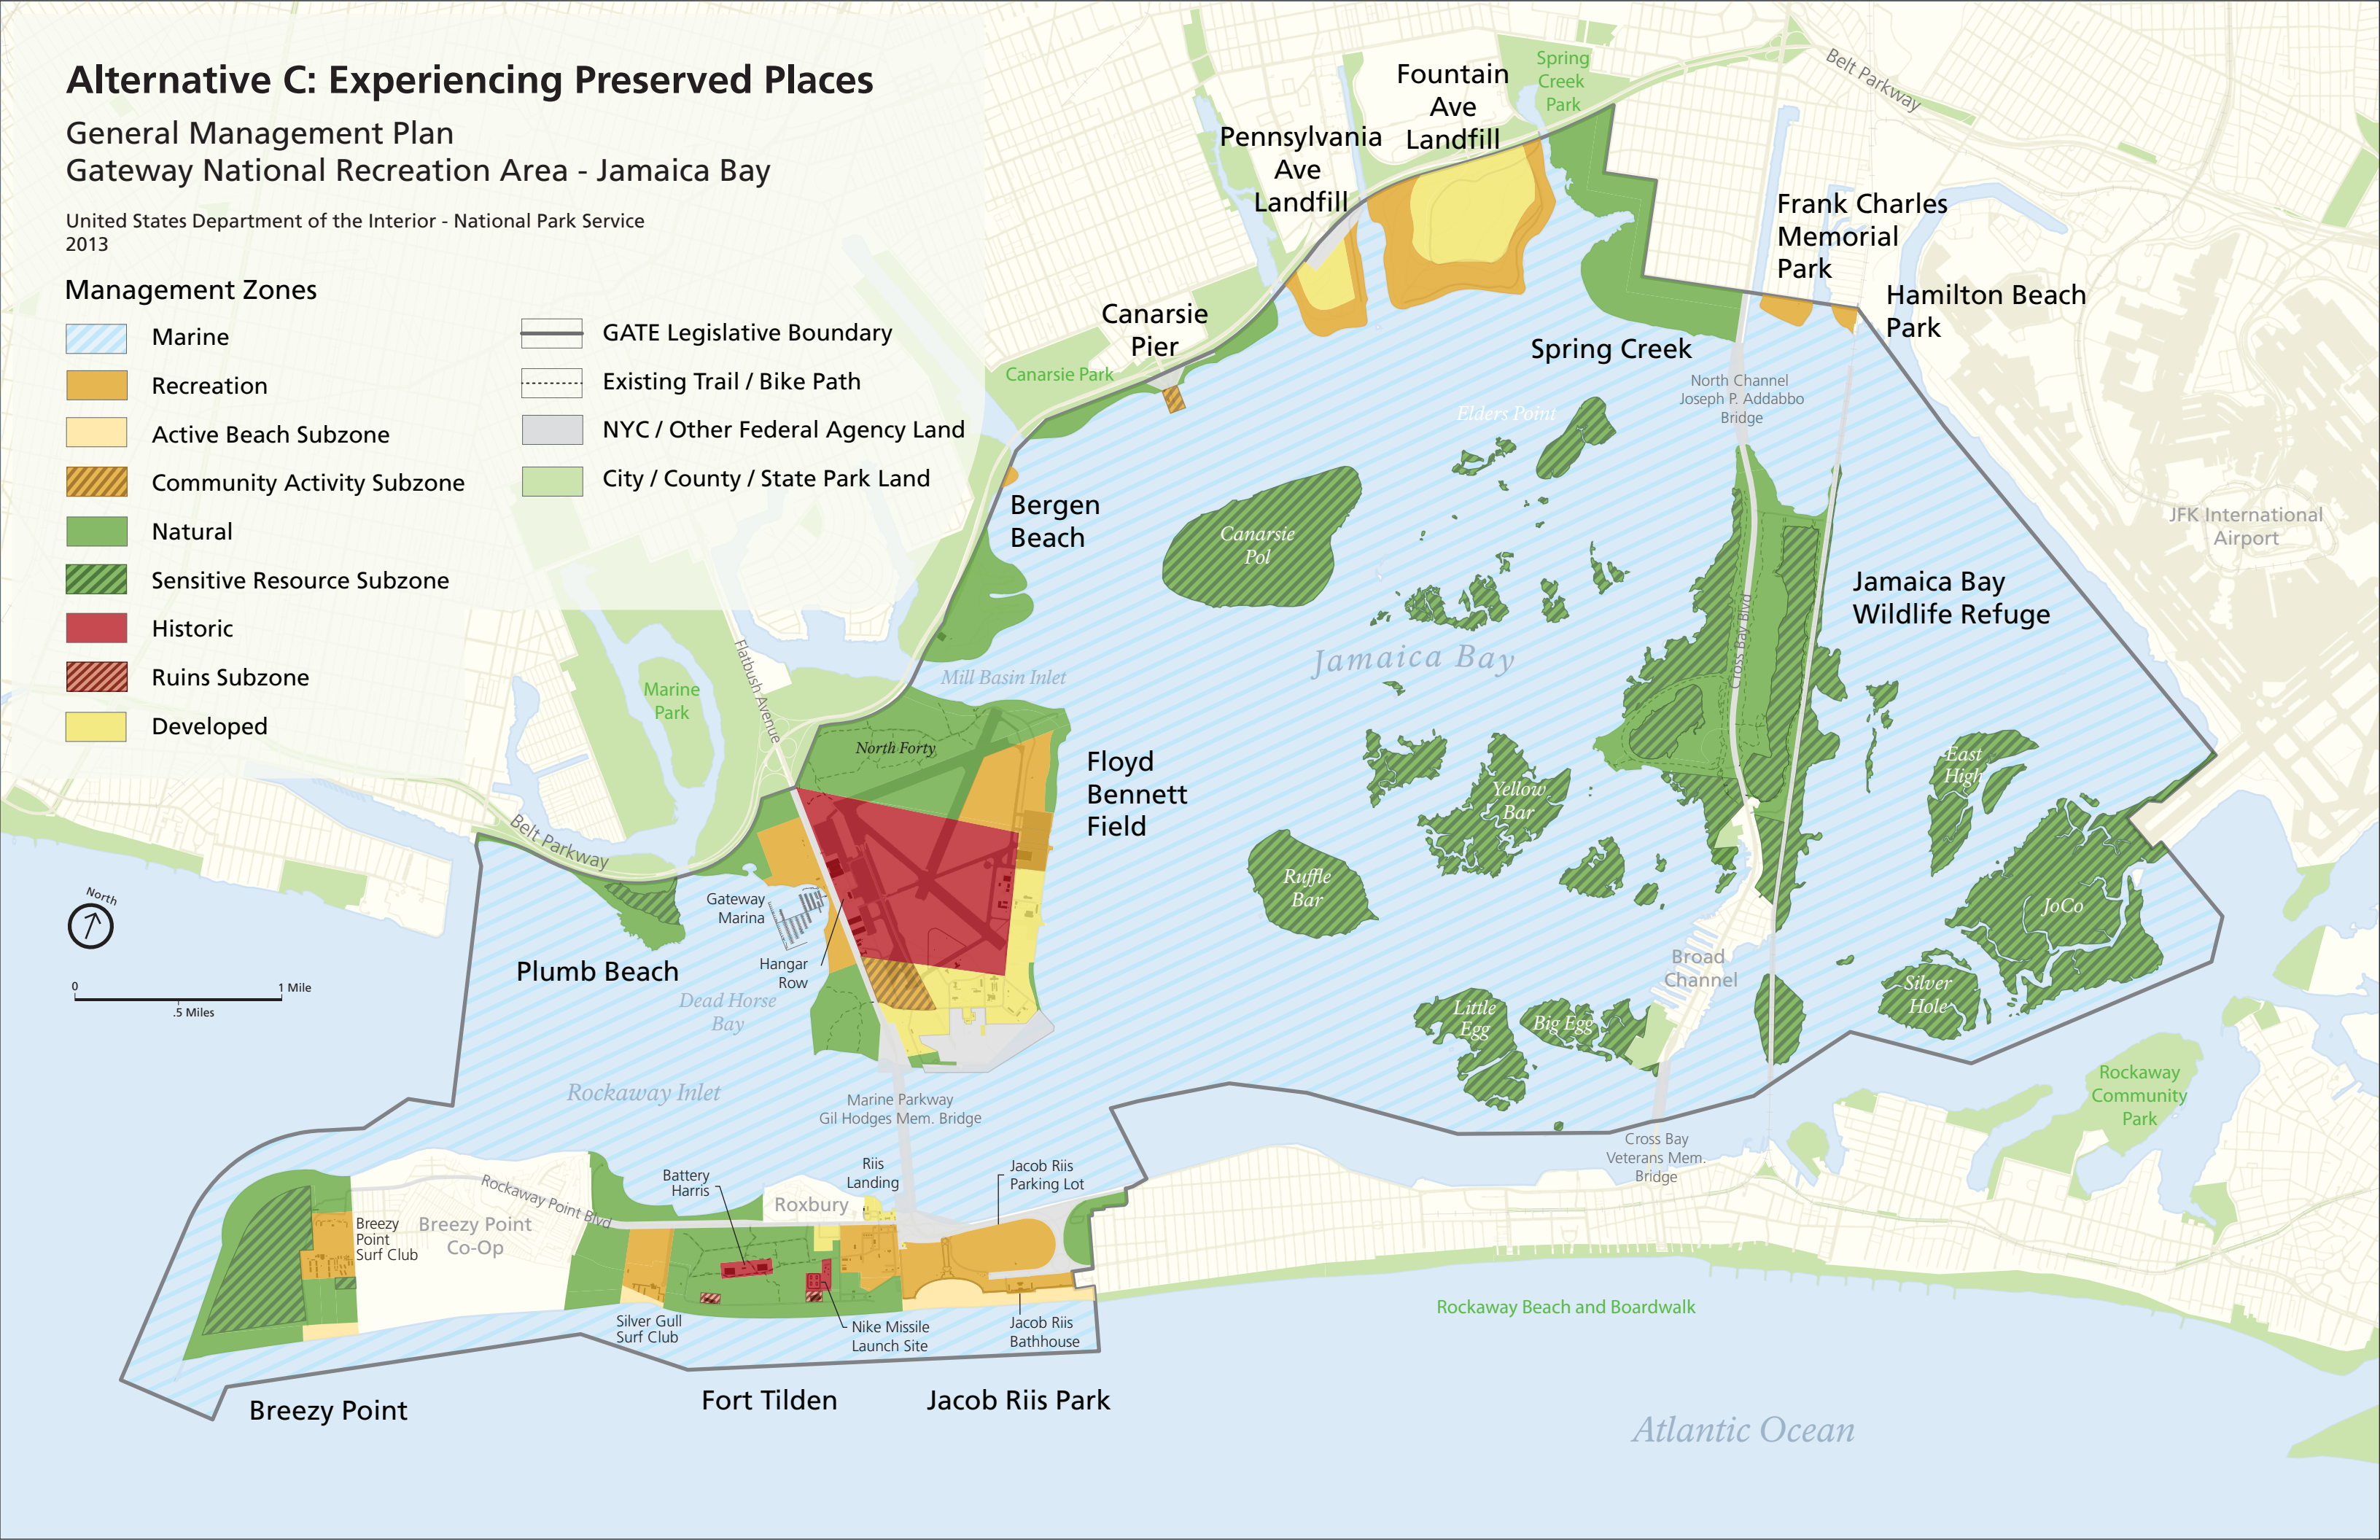 Alternative C: Experiencing Preserved Places
General Management Plan
Gateway National Recreation Area - Jamaica Bay
United States Department of the Interior - National Park Service
2013
Management Zones
Marine
Recreation
Active Beach Subzone
Community Activity Subzone
Natural
Sensitive Resource Subzone
Historic
Ruins Subzone
Developed
GATE Legislative Boundary
Existing Trail / Bike Path
NYC / Other Federal Agency Land
City / County / State Park Land
Spring
Creek
Park
Belt Parkway
Fountain
Ave
Landfill
Pennsylvania
Ave
Landfill
Frank Charles
Memorial
Park
Hamilton Beach
Park
Canarsie
Pier
Canarsie Park
Spring Creek
North Channel
Joseph P. Addabbo
Bridge
Elders Point
JFK International
Airport
Bergen
Beach
Canarsie
Pol
Jamaica Bay
Wildlife Refuge
Cross Bay Blvd
Jamaica Bay
Mill Basin Inlet
Flatbush Avenue
Marine
Park
North Forty
Floyd
Bennett
Field
Yellow
Bar
East
High
Belt Parkway
Ruffle
Bar
JoCo
North
Gateway
Marina
Hangar
Row
Plumb Beach
Dead Horse
Bay
Broad
Channel
Silver
Hole
Little
Egg
Big Egg
0
1 Mile
.5 Miles
Rockaway Inlet
Marine Parkway
Gil Hodges Mem. Bridge
Rockaway
Community
Park
Cross Bay
Veterans Mem.
Bridge
Battery
Harris
Riis
Landing
Jacob Riis
Parking Lot
Rockaway Point Blvd
Roxbury
Breezy
Point
Surf Club
Breezy Point
Co-Op
Silver Gull
Surf Club
Nike Missile
Launch Site
Jacob Riis
Bathhouse
Rockaway Beach and Boardwalk
Breezy Point
Fort Tilden
Jacob Riis Park
Atlantic Ocean